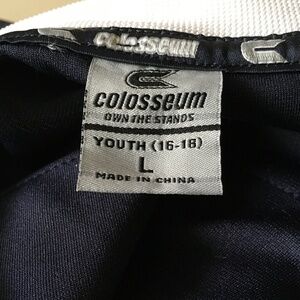 Colosseum
COLOSSEUM
OWN THE STANDS
YOUTH (16-18)
L
MADE IN CHINA